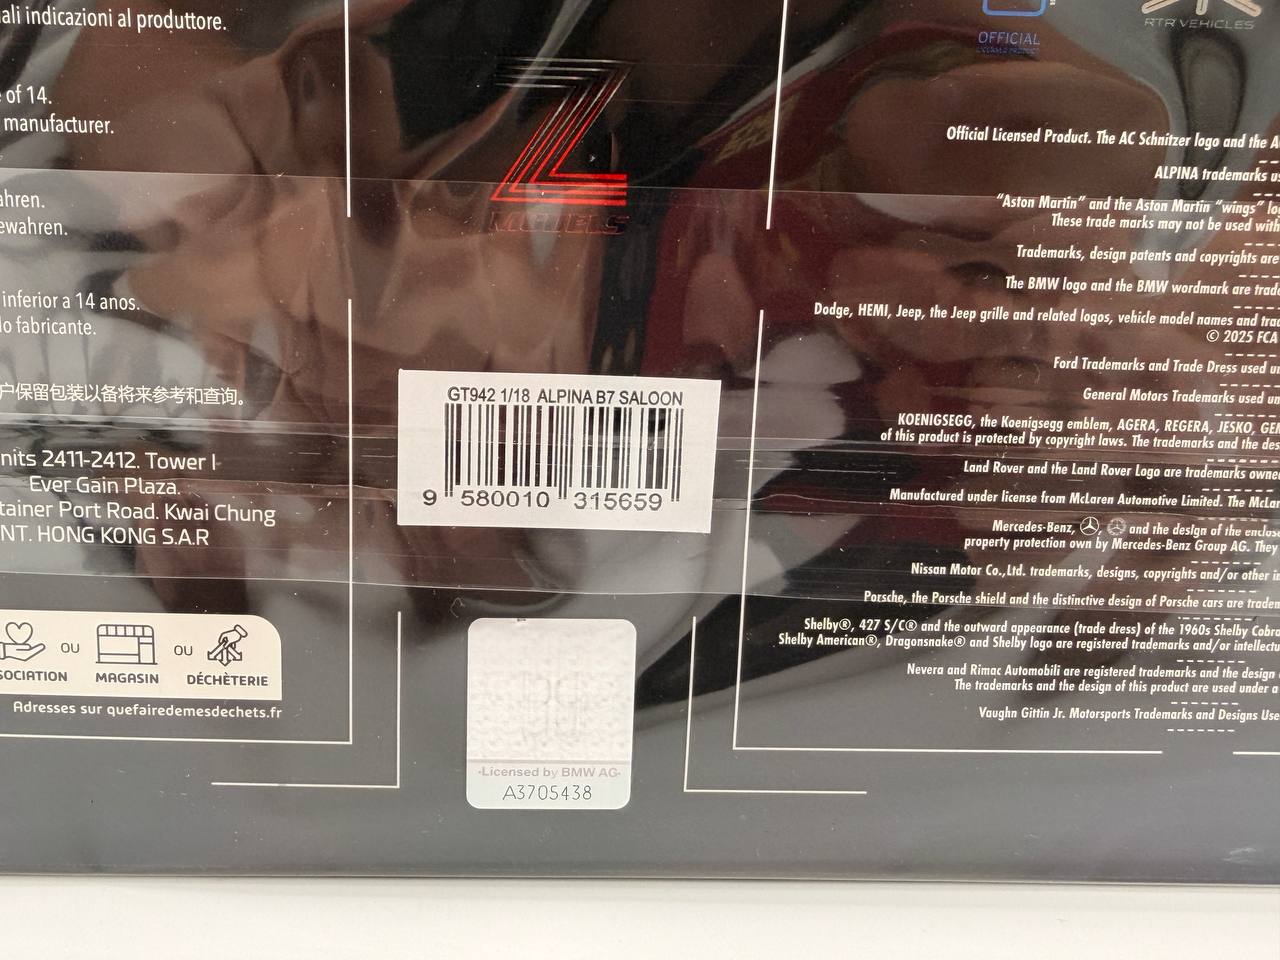 ali indicazioni al produttore.
of 14.
manufacturer.
ahren.
ewahren.
inferior a 14 anos.
lo fabricante.
户保留包装以备将来参考和查询。
nits 2411-2412. Tower I
Ever Gain Plaza.
tainer Port Road. Kwai Chung
NT. HONG KONG S.A.R
OU
OU
SOCIATION
MAGASIN
DÉCHÈTERIE
Adresses sur quefairedemesdechets.fr
MODELS
GT942 1/18 ALPINA B7 SALOON
9 580010 315659
·Licensed by BMW AG·
A3705438
OFFICIAL
LICENSED PRODUCT
RTR VEHICLES
Official Licensed Product. The AC Schnitzer logo and the A
ALPINA trademarks us
“Aston Martin” and the Aston Martin “wings” lo
These trade marks may not be used with
Trademarks, design patents and copyrights are
The BMW logo and the BMW wordmark are trade
Dodge, HEMI, Jeep, the Jeep grille and related logos, vehicle model names and trad
© 2025 FCA
Ford Trademarks and Trade Dress used un
General Motors Trademarks used un
KOENIGSEGG, the Koenigsegg emblem, AGERA, REGERA, JESKO, GEM
of this product is protected by copyright laws. The trademarks and the des
Land Rover and the Land Rover Logo are trademarks owne
Manufactured under license from McLaren Automotive Limited. The McLar
Mercedes-Benz, and the design of the enclose
property protection own by Mercedes-Benz Group AG. They
Nissan Motor Co.,Ltd. trademarks, designs, copyrights and/or other in
Porsche, the Porsche shield and the distinctive design of Porsche cars are tradem
Shelby®, 427 S/C® and the outward appearance (trade dress) of the 1960s Shelby Cobra
Shelby American®, Dragonsnake® and Shelby logo are registered trademarks and/or intellectu
Nevera and Rimac Automobili are registered trademarks and the design
The trademarks and the design of this product are used under a
Vaughn Gittin Jr. Motorsports Trademarks and Designs Use